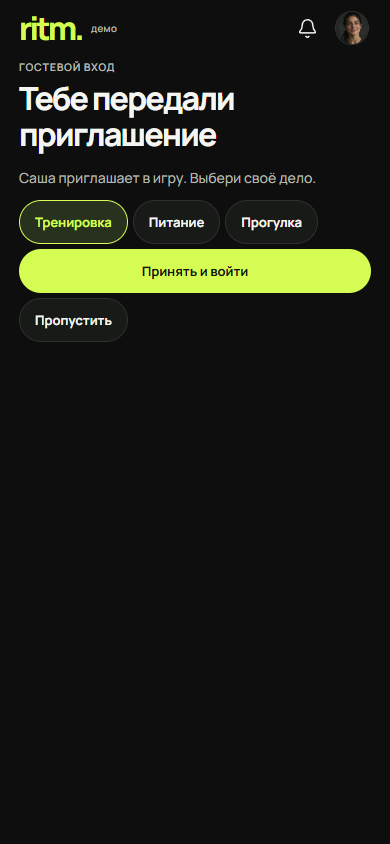 ritm. демо
ГОСТЕВОЙ ВХОД
Тебе передали
приглашение
Саша приглашает в игру. Выбери своё дело.
Тренировка Питание Прогулка
Принять и войти
Пропустить